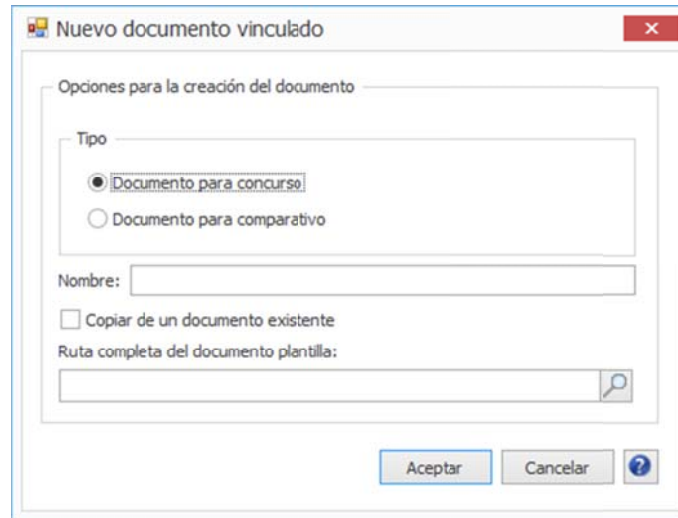 Nuevo documento vinculado
Opciones para la creación del documento
Tipo
Documento para concurso
Documento para comparativo
Nombre:
Copiar de un documento existente
Ruta completa del documento plantilla:
Aceptar Cancelar ?